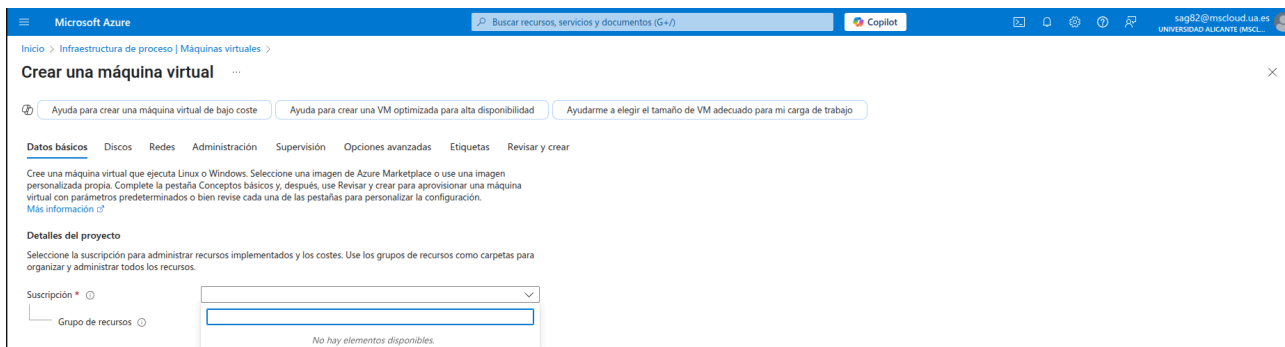 Microsoft Azure
Buscar recursos, servicios y documentos (G+/)
Copilot
sag82@mscloud.ua.es
UNIVERSIDAD ALICANTE (MSCL...
Inicio > Infraestructura de proceso | Máquinas virtuales >
Crear una máquina virtual ...
Ayuda para crear una máquina virtual de bajo coste
Ayuda para crear una VM optimizada para alta disponibilidad
Ayudarme a elegir el tamaño de VM adecuado para mi carga de trabajo
Datos básicos Discos Redes Administración Supervisión Opciones avanzadas Etiquetas Revisar y crear
Cree una máquina virtual que ejecuta Linux o Windows. Seleccione una imagen de Azure Marketplace o use una imagen
personalizada propia. Complete la pestaña Conceptos básicos y, después, use Revisar y crear para aprovisionar una máquina
virtual con parámetros predeterminados o bien revise cada una de las pestañas para personalizar la configuración.
Más información
Detalles del proyecto
Seleccione la suscripción para administrar recursos implementados y los costes. Use los grupos de recursos como carpetas para
organizar y administrar todos los recursos.
Suscripción *
Grupo de recursos
No hay elementos disponibles.